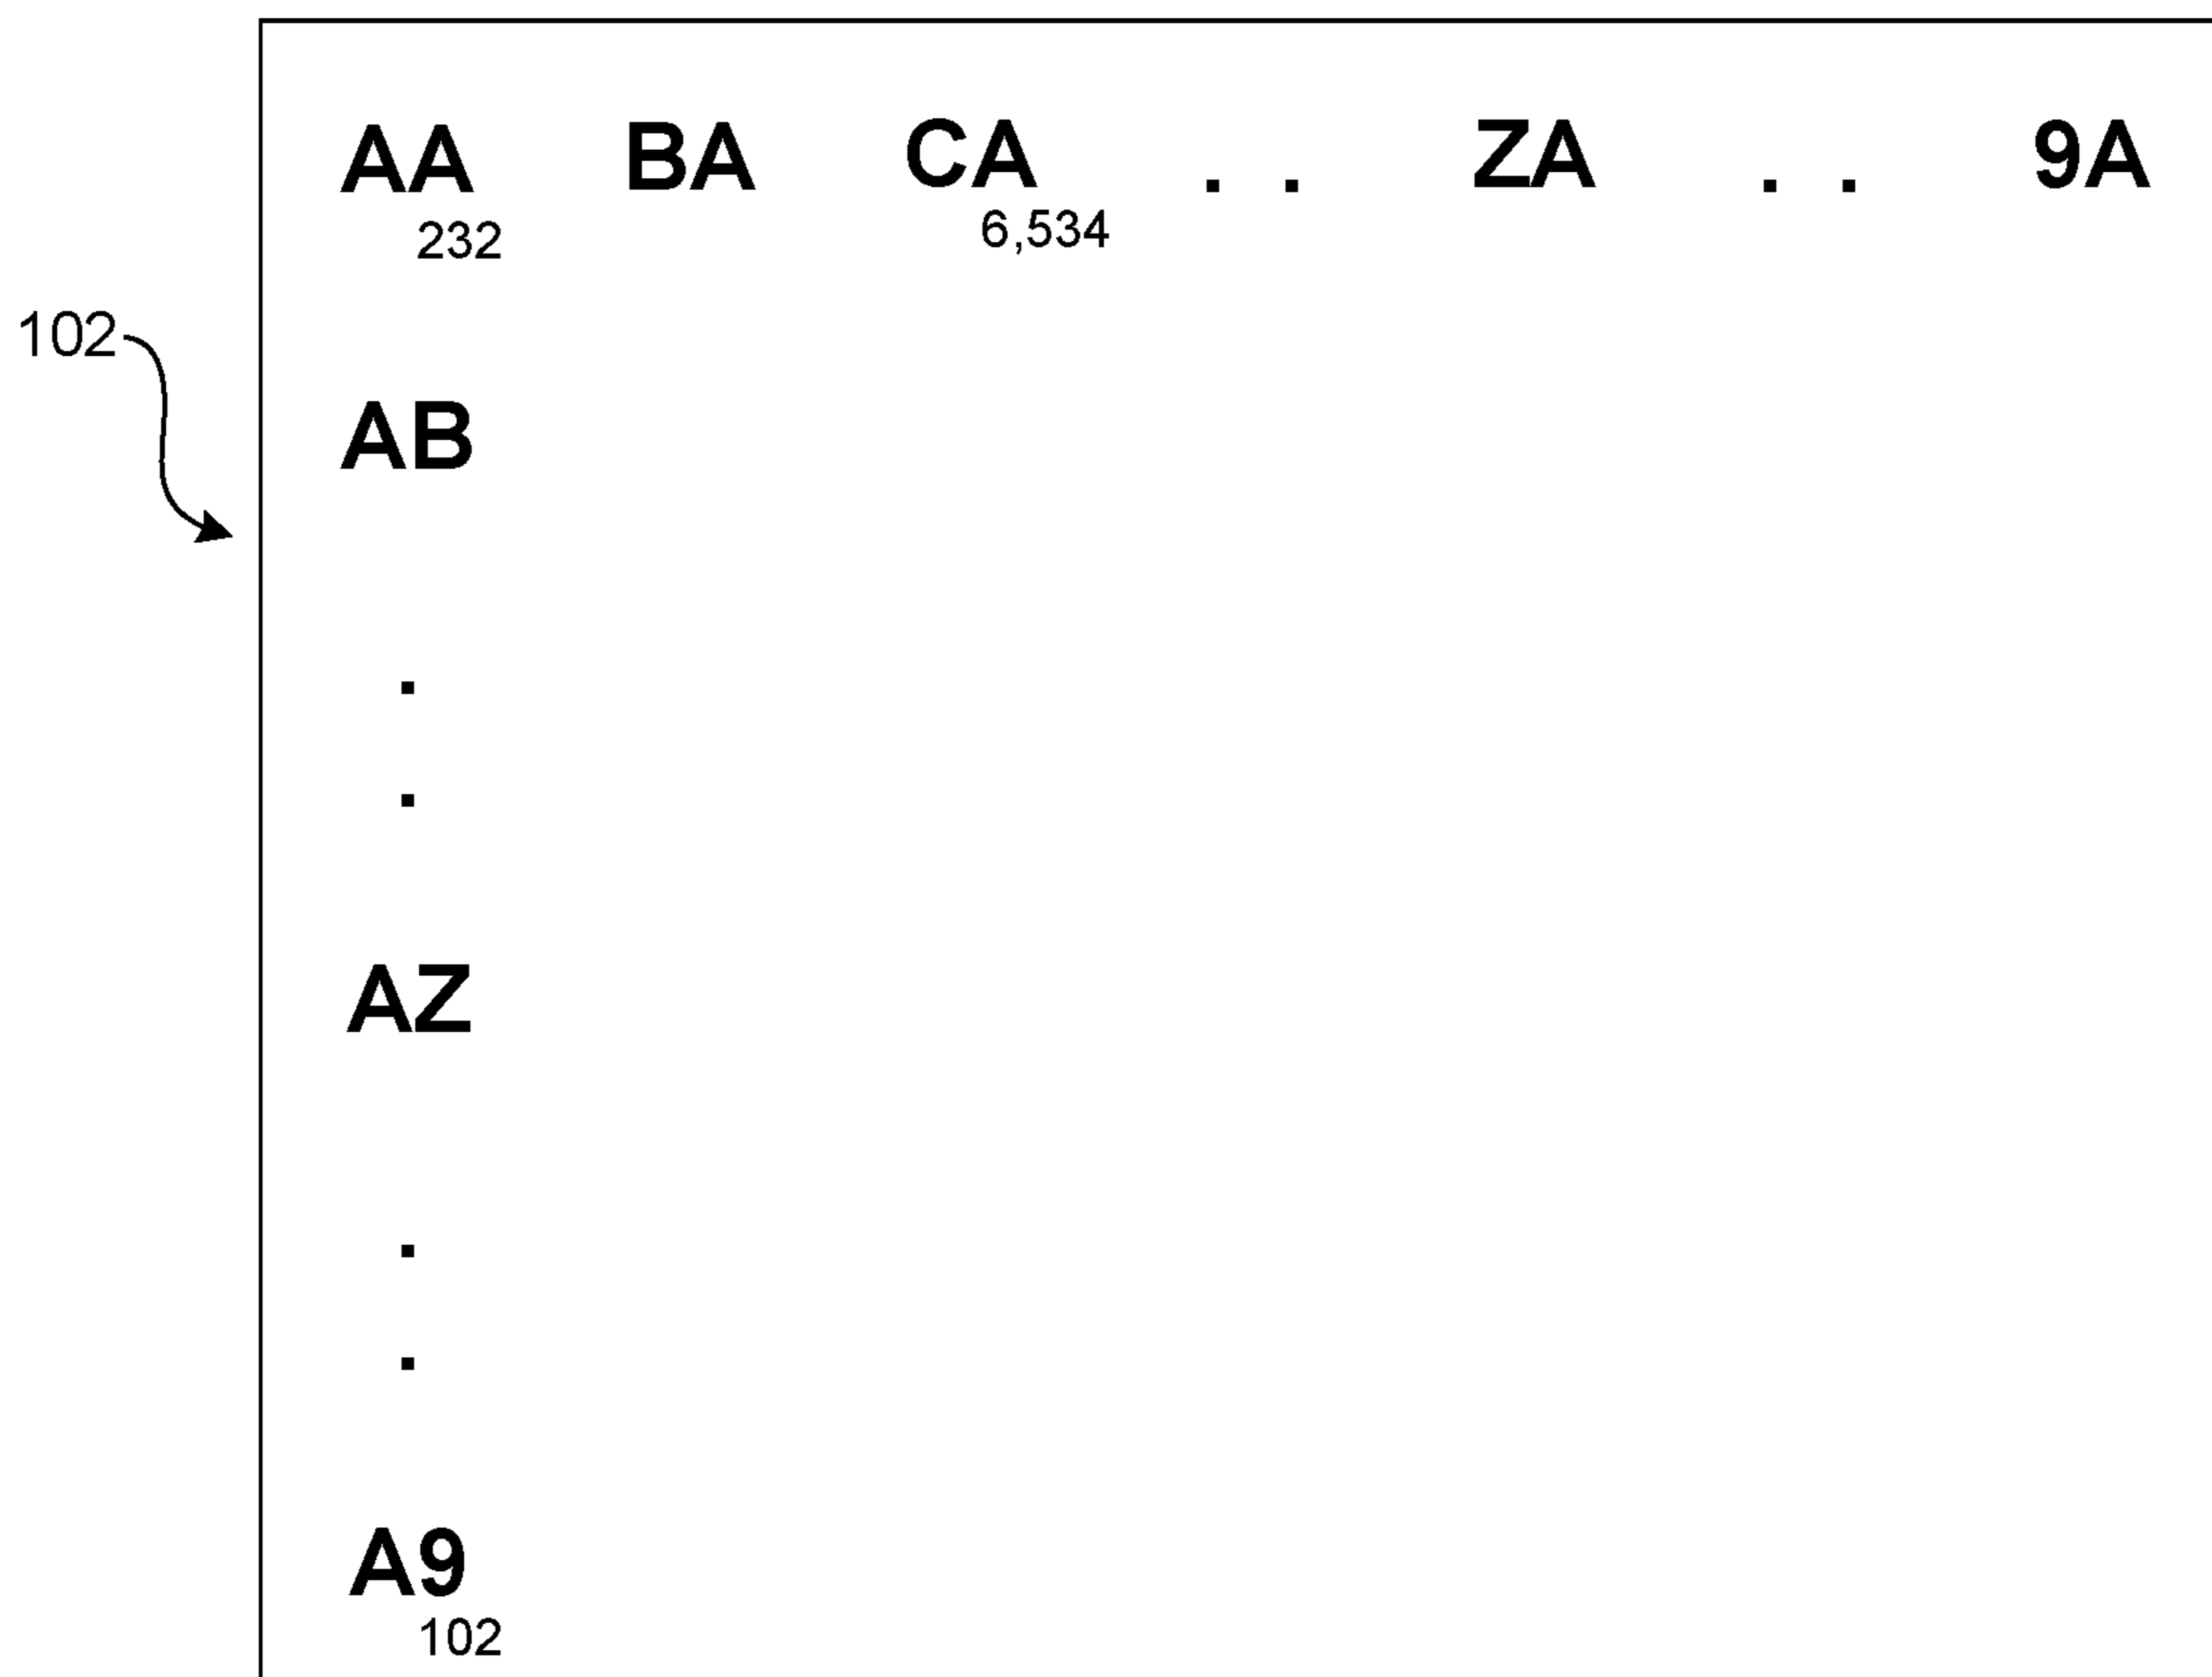 AA BA CA . . ZA . . 9A
232 6,534
102
AB
.
.
AZ
.
.
A9
102